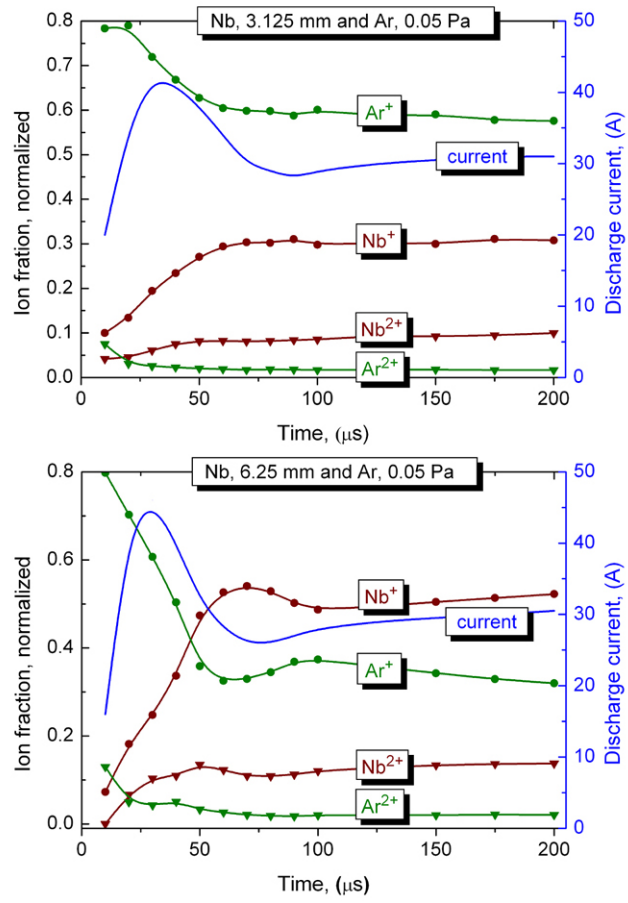 Nb, 3.125 mm and Ar, 0.05 Pa
Ion fration, normalized
0.8
0.7
0.6
0.5
0.4
0.3
0.2
0.1
0.0
Ar+
current
Nb+
Nb2+
Ar2+
50
40
30
20
10
5
0
Discharge current, (A)
0
50
100
150
200
Time, (μs)
Nb, 6.25 mm and Ar, 0.05 Pa
Ion fraction, normalized
0.8
0.6
0.4
0.2
0.0
Nb+
current
Ar+
Nb2+
Ar2+
50
40
30
20
10
0
Discharge current, (A)
0
50
100
150
200
Time, (μs)